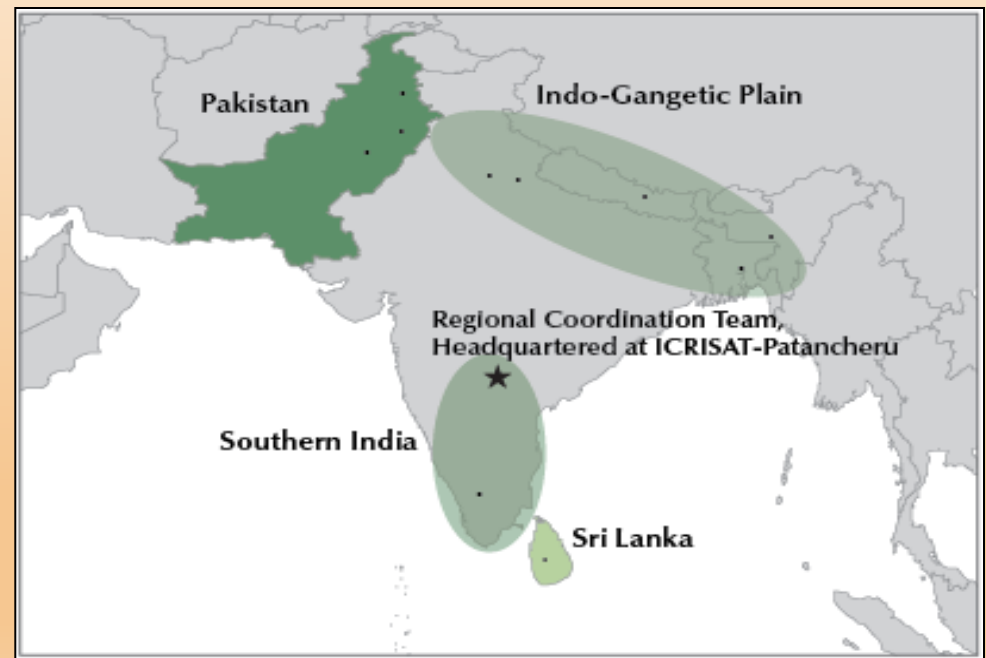 Pakistan
Indo-Gangetic Plain
Regional Coordination Team,
Headquartered at ICRISAT-Patancheru
Southern India
Sri Lanka